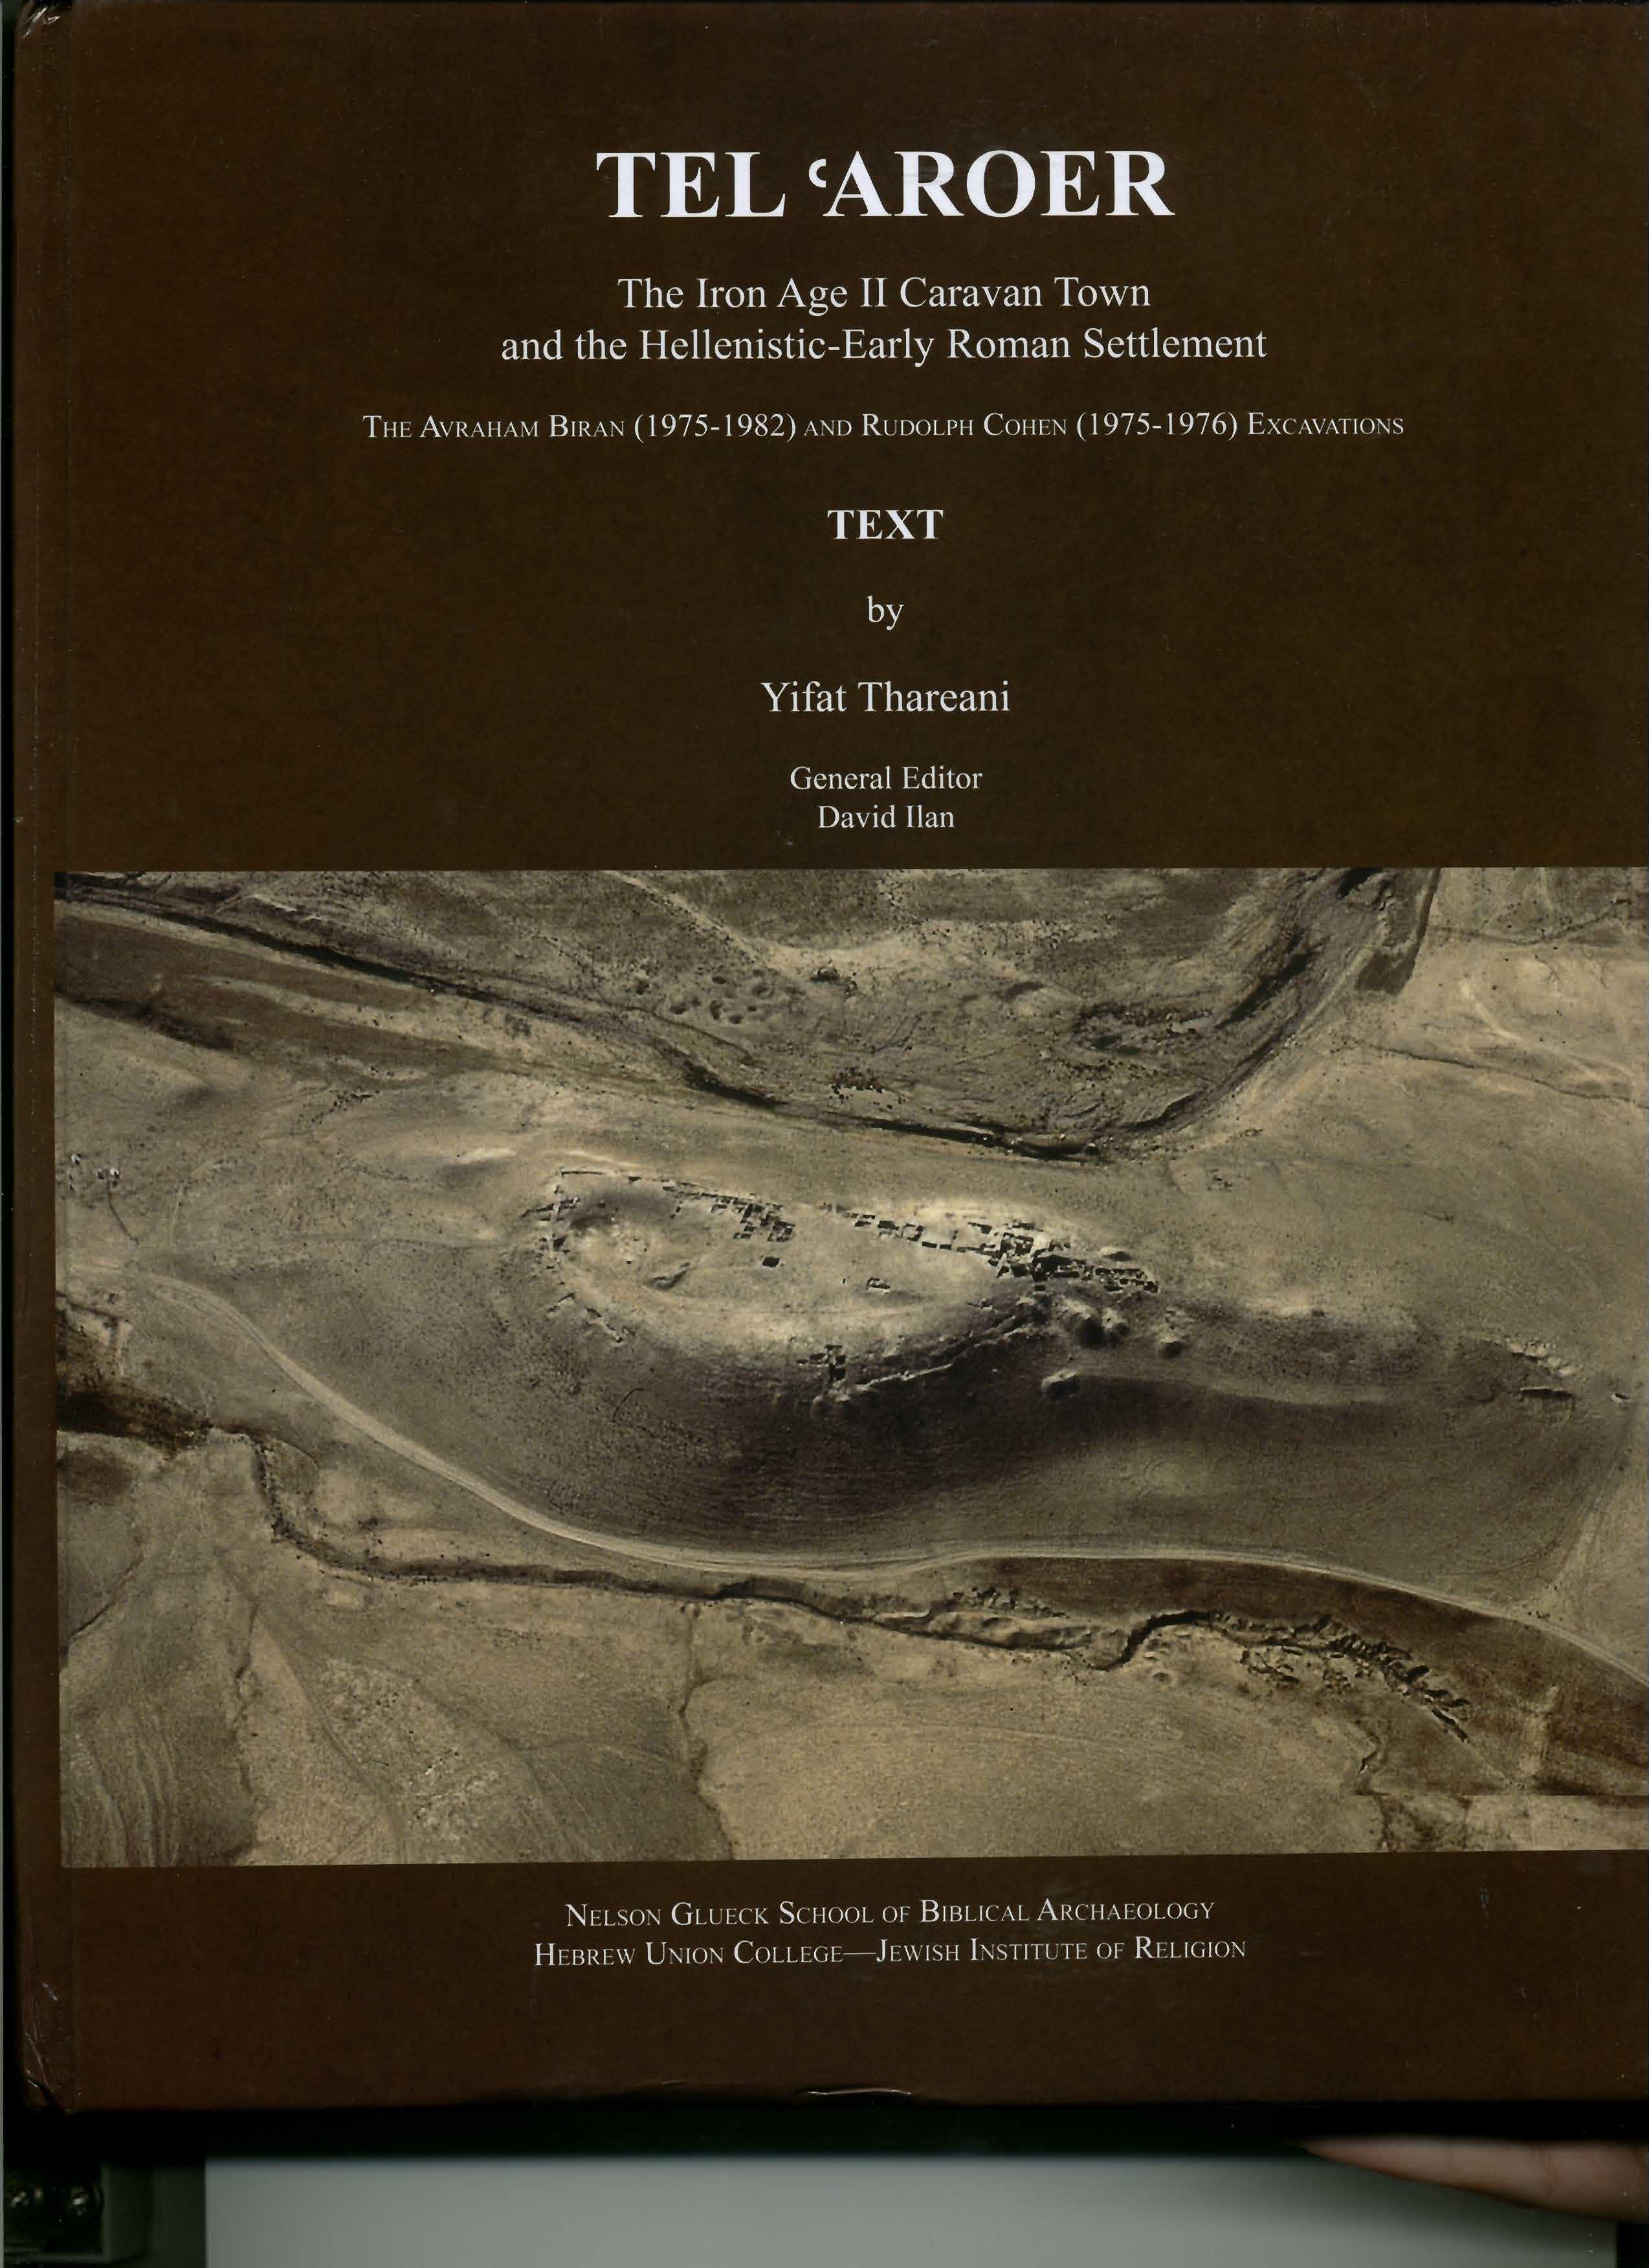 TEL ʿAROER
The Iron Age II Caravan Town
and the Hellenistic-Early Roman Settlement
THE AVRAHAM BIRAN (1975-1982) AND RUDOLPH COHEN (1975-1976) EXCAVATIONS
TEXT
by
Yifat Thareani
General Editor
David Ilan
NELSON GLUECK SCHOOL OF BIBLICAL ARCHAEOLOGY
HEBREW UNION COLLEGE—JEWISH INSTITUTE OF RELIGION